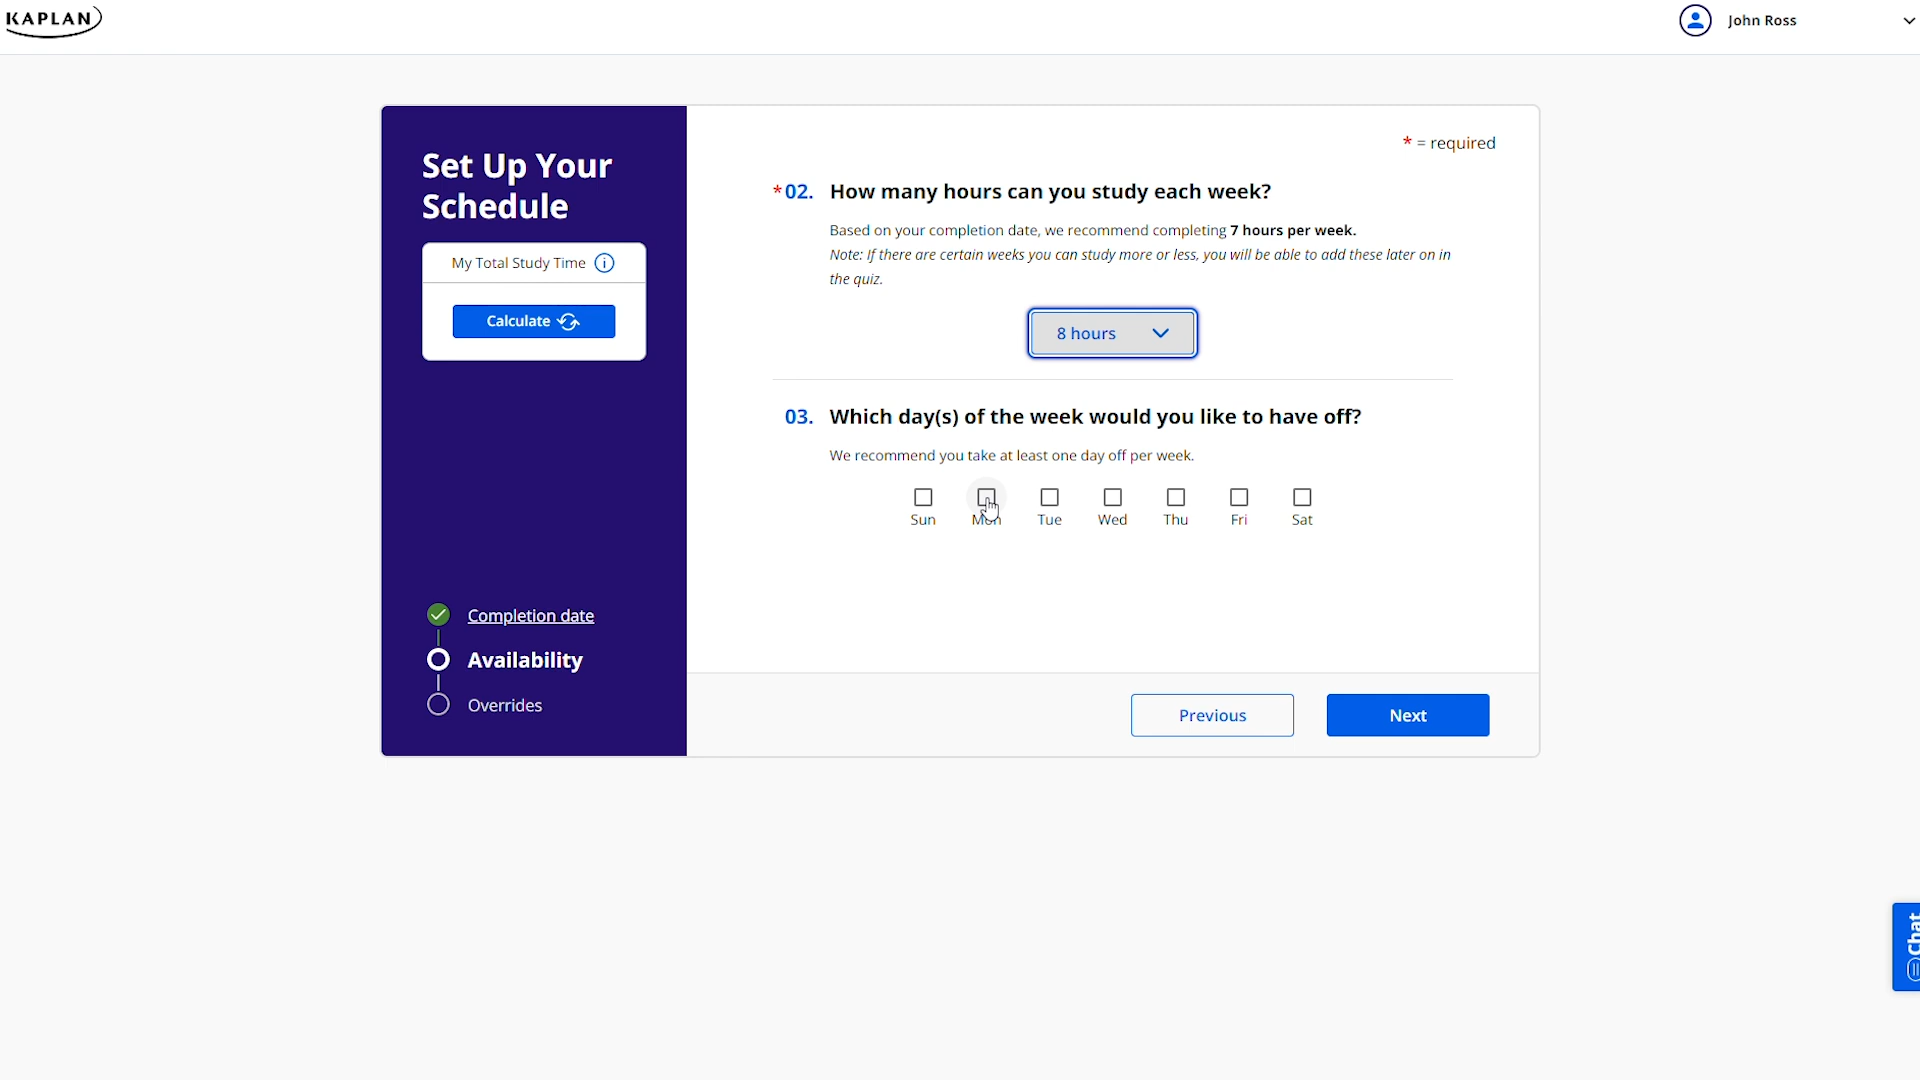 KAPLAN
John Ross
Set Up Your
Schedule
My Total Study Time
Calculate
Completion date
Availability
Overrides
* = required
*02. How many hours can you study each week?
Based on your completion date, we recommend completing 7 hours per week.
Note: If there are certain weeks you can study more or less, you will be able to add these later on in
the quiz.
8 hours
03. Which day(s) of the week would you like to have off?
We recommend you take at least one day off per week.
Sun Mon Tue Wed Thu Fri Sat
Previous Next
Chat